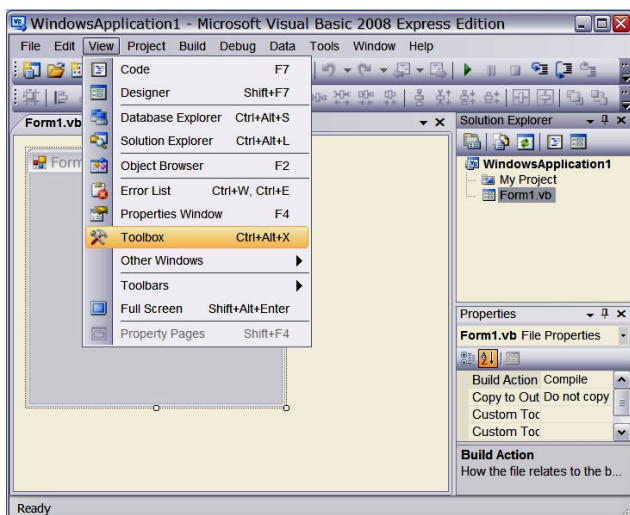 WindowsApplication1 - Microsoft Visual Basic 2008 Express Edition
File Edit View Project Build Debug Data Tools Window Help
Code F7
Designer Shift+F7
Database Explorer Ctrl+Alt+S
Solution Explorer Ctrl+Alt+L
Object Browser F2
Error List Ctrl+W, Ctrl+E
Properties Window F4
Toolbox Ctrl+Alt+X
Other Windows
Toolbars
Full Screen Shift+Alt+Enter
Property Pages Shift+F4
Form1.vb
Form
Solution Explorer
WindowsApplication1
My Project
Form1.vb
Properties
Form1.vb File Properties
Build Action Compile
Copy to Out Do not copy
Custom Toc
Custom Toc
Build Action
How the file relates to the b...
Ready